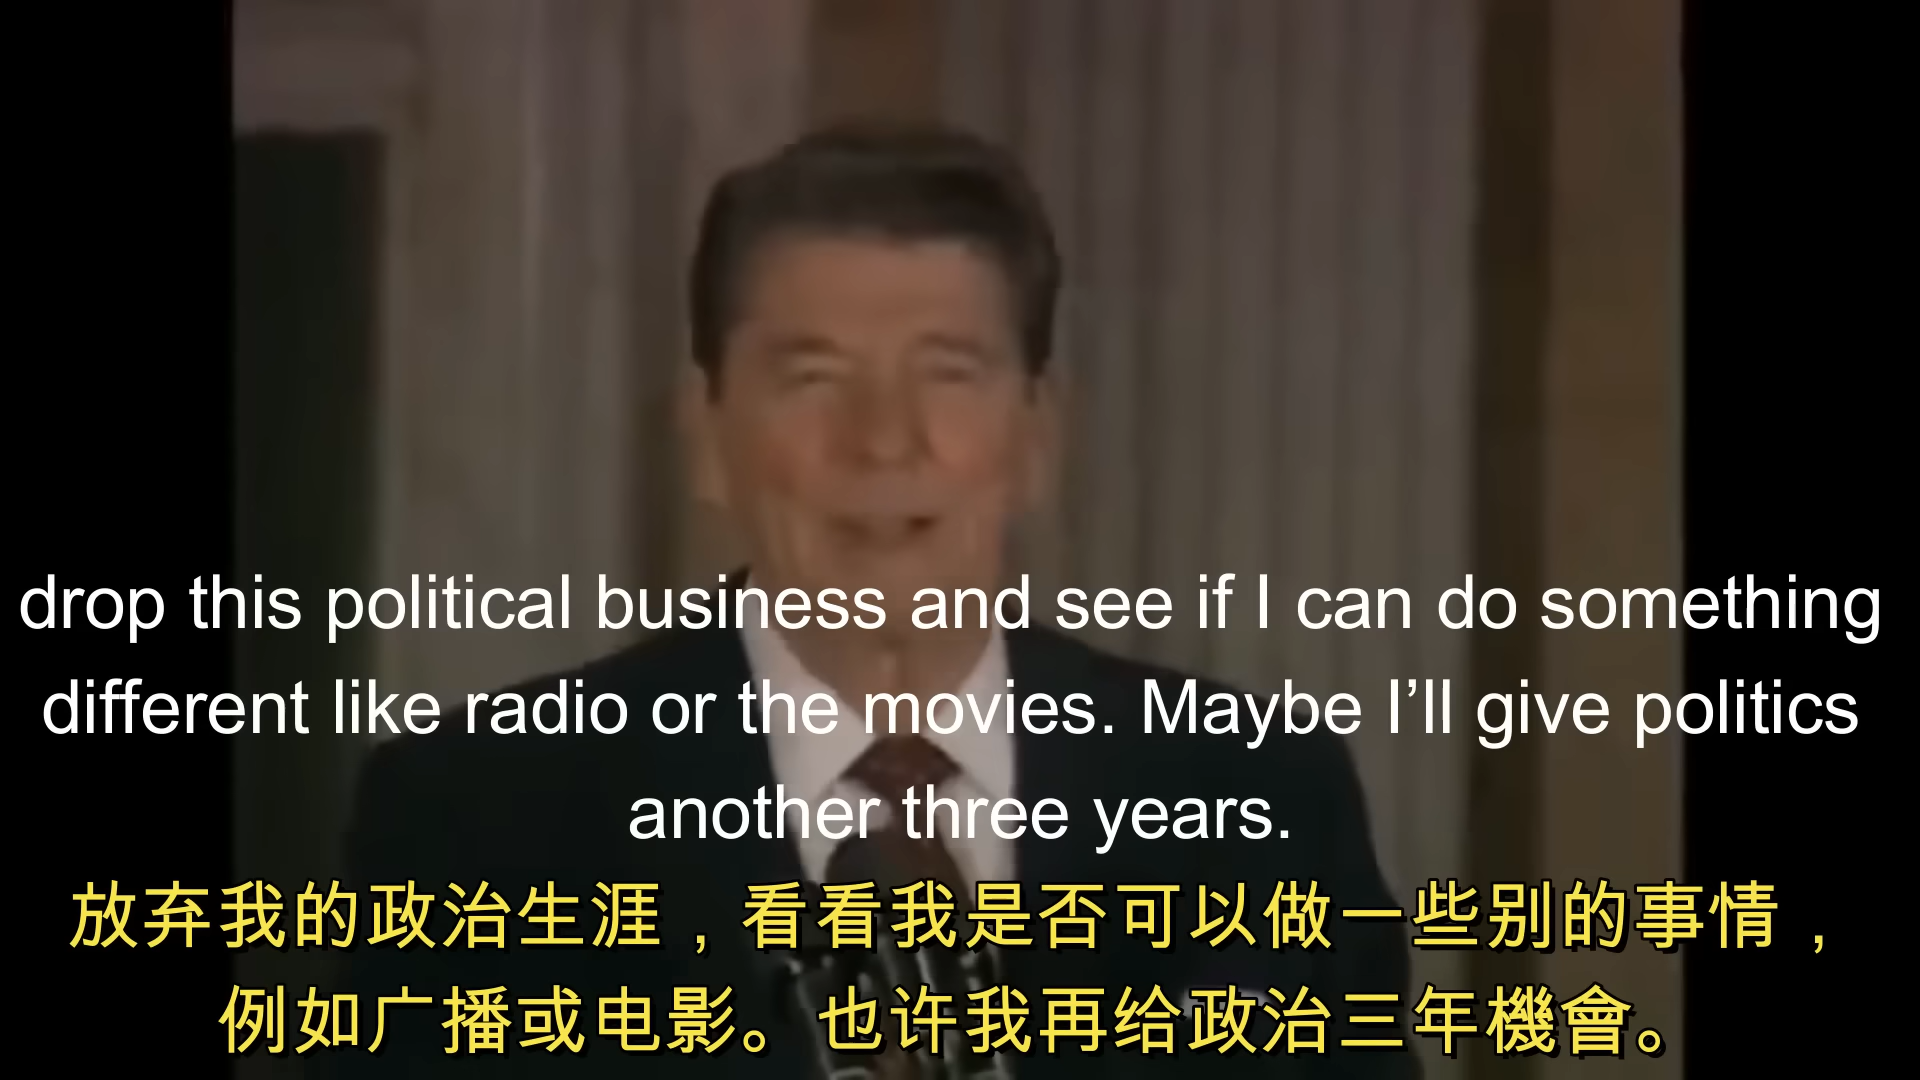 drop this political business and see if I can do something
different like radio or the movies. Maybe I’ll give politics
another three years.
放弃我的政治生涯，看看我是否可以做一些别的事情，
例如广播或电影。也许我再给政治三年機會。